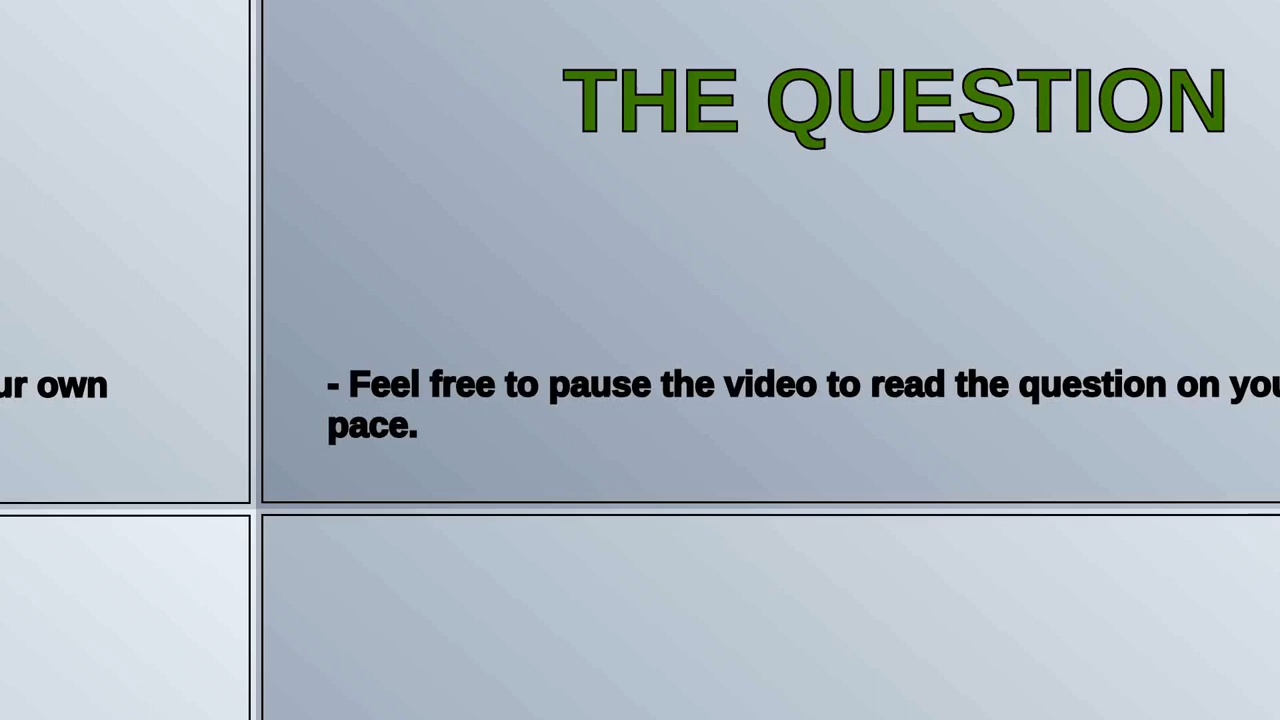 THE QUESTION
ur own
- Feel free to pause the video to read the question on you
pace.